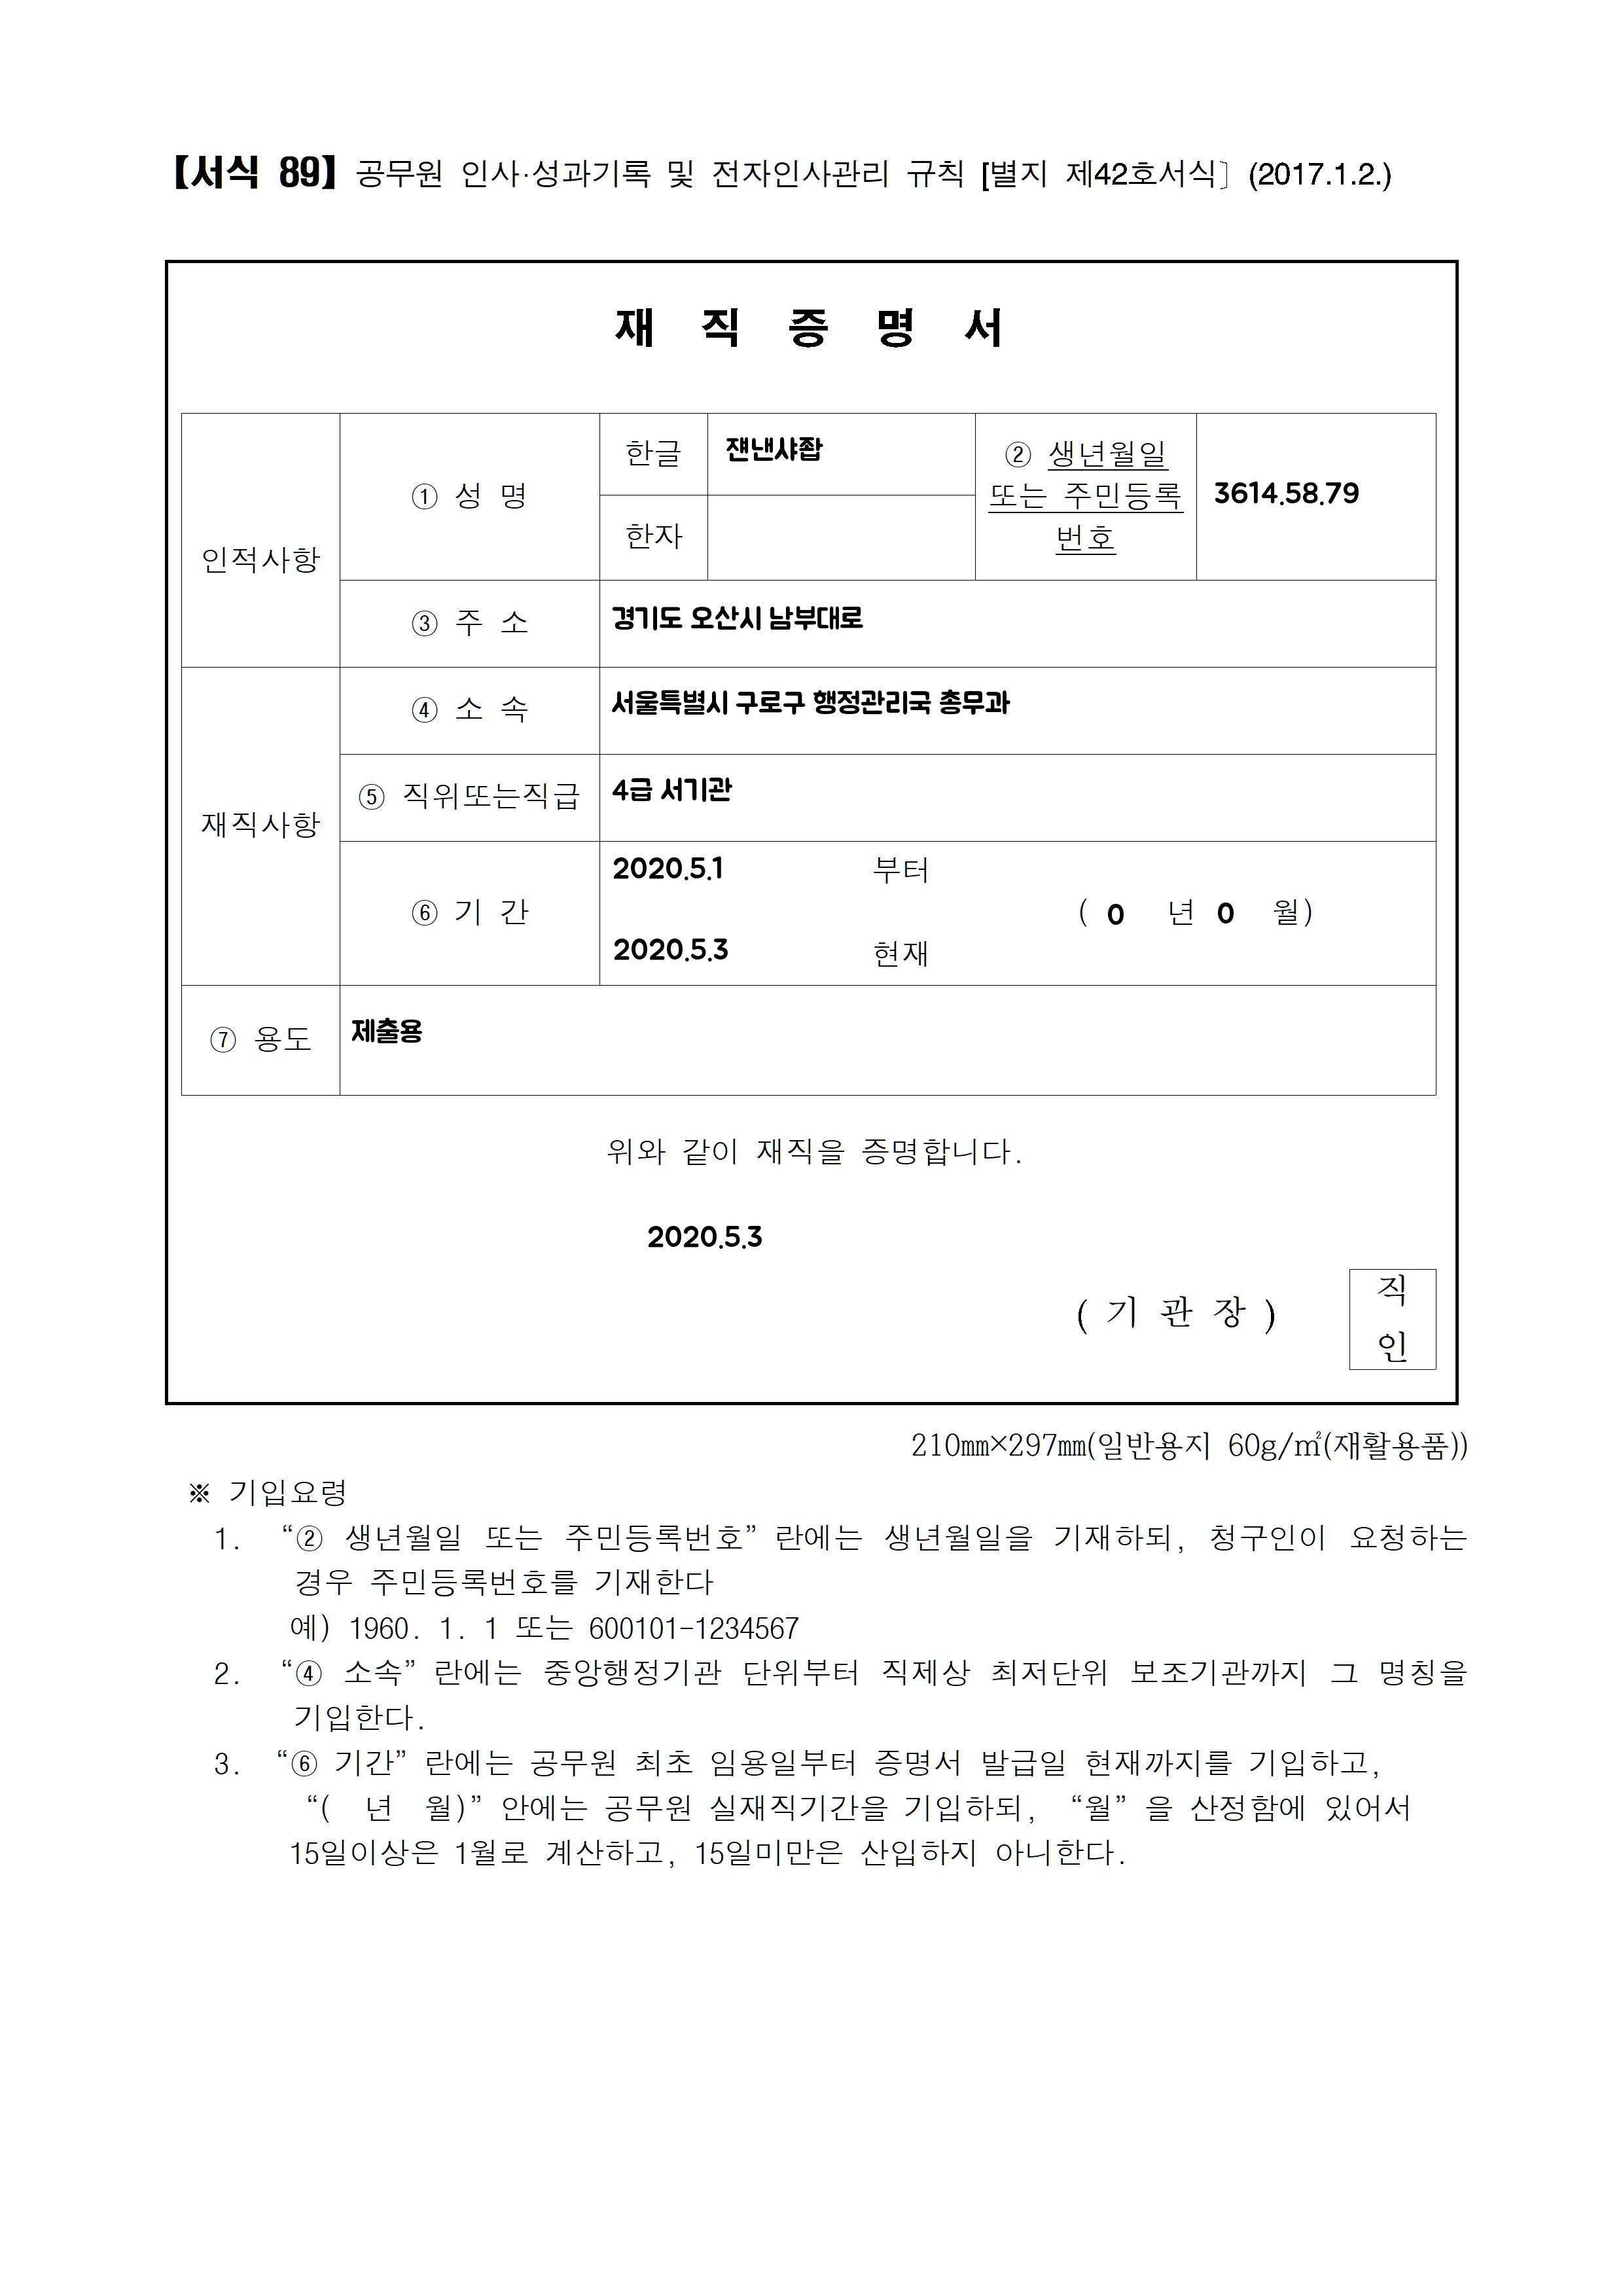 【서식 89】 공무원 인사·성과기록 및 전자인사관리 규칙 [별지 제42호서식] (2017.1.2.)
재 직 증 명 서
인적사항
① 성 명
한글
쟨낸샤좝
② 생년월일
또는 주민등록
번호
3614.58.79
한자
③ 주 소
경기도 오산시 남부대로
재직사항
④ 소 속
서울특별시 구로구 행정관리국 총무과
⑤ 직위또는직급
4급 서기관
⑥ 기 간
2020.5.1 부터
( 0 년 0 월)
2020.5.3 현재
⑦ 용도
제출용
위와 같이 재직을 증명합니다.
2020.5.3
( 기 관 장 )
직
인
210㎜×297㎜(일반용지 60g/㎡(재활용품))
※ 기입요령
1. “② 생년월일 또는 주민등록번호” 란에는 생년월일을 기재하되, 청구인이 요청하는
경우 주민등록번호를 기재한다
예) 1960. 1. 1 또는 600101-1234567
2. “④ 소속” 란에는 중앙행정기관 단위부터 직제상 최저단위 보조기관까지 그 명칭을
기입한다.
3. “⑥ 기간” 란에는 공무원 최초 임용일부터 증명서 발급일 현재까지를 기입하고,
“( 년 월)” 안에는 공무원 실재직기간을 기입하되, “월” 을 산정함에 있어서
15일이상은 1월로 계산하고, 15일미만은 산입하지 아니한다.